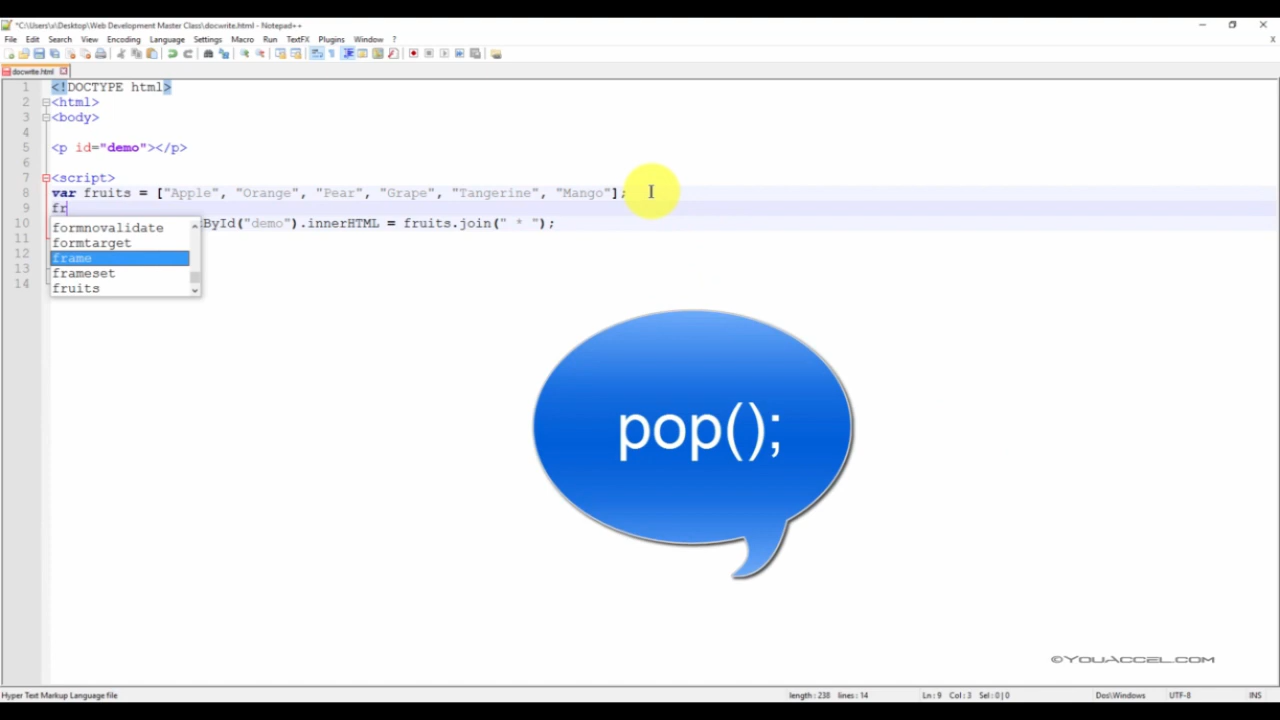 *C:\Users\x\Desktop\Web Development Master Class\docwrite.html - Notepad++
File Edit Search View Encoding Language Settings Macro Run TextFX Plugins Window ?
X
docwrite.html
1 <!DOCTYPE html>
2 <html>
3 <body>
4
5 <p id="demo"></p>
6
7 <script>
8 var fruits = ["Apple", "Orange", "Pear", "Grape", "Tangerine", "Mango"];
9 fr
10 ById("demo").innerHTML = fruits.join(" * ");
11
12
13
14
formnovalidate
formtarget
frame
frameset
fruits
pop();
©YouAccel.com
Hyper Text Markup Language file length : 238 lines : 14 Ln : 9 Col : 3 Sel : 0 | 0 Dos\Windows UTF-8 INS